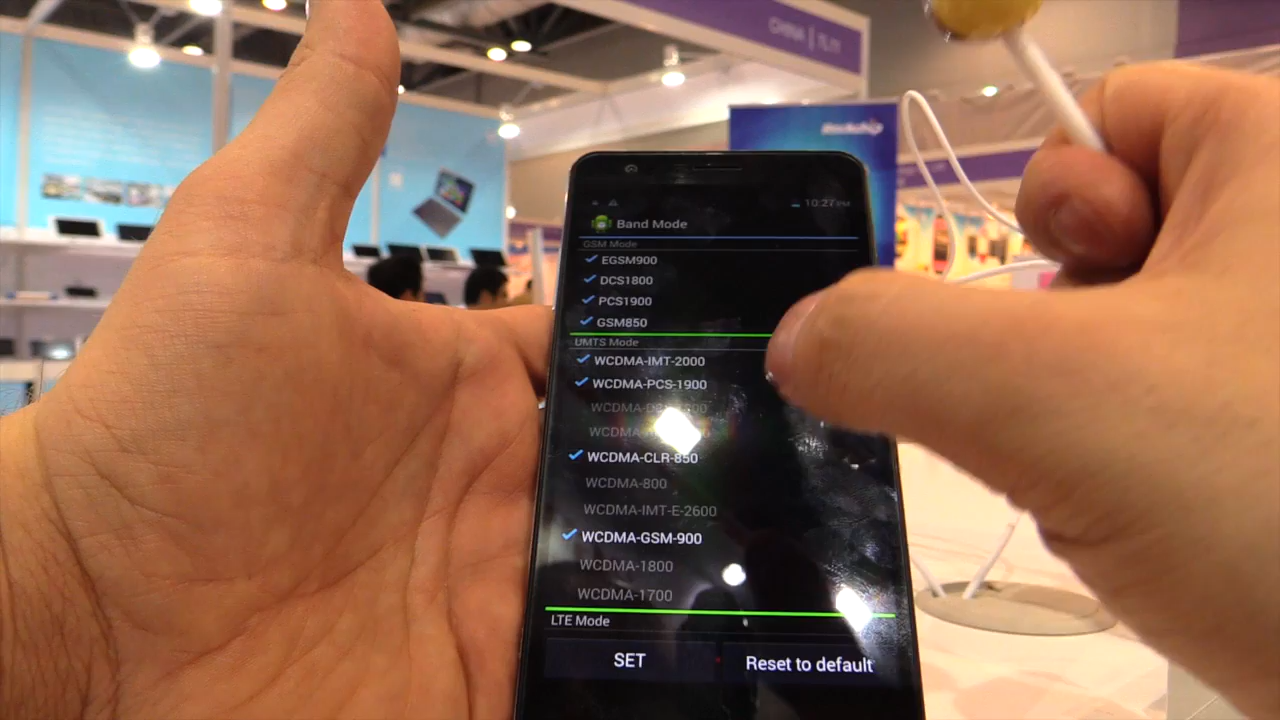 CHINA
10:27PM
Band Mode
GSM Mode
EGSM900
DCS1800
PCS1900
GSM850
UMTS Mode
WCDMA-IMT-2000
WCDMA-PCS-1900
WCDMA-CLR-850
WCDMA-800
WCDMA-IMT-E-2600
WCDMA-GSM-900
WCDMA-1800
WCDMA-1700
LTE Mode
SET
Reset to default